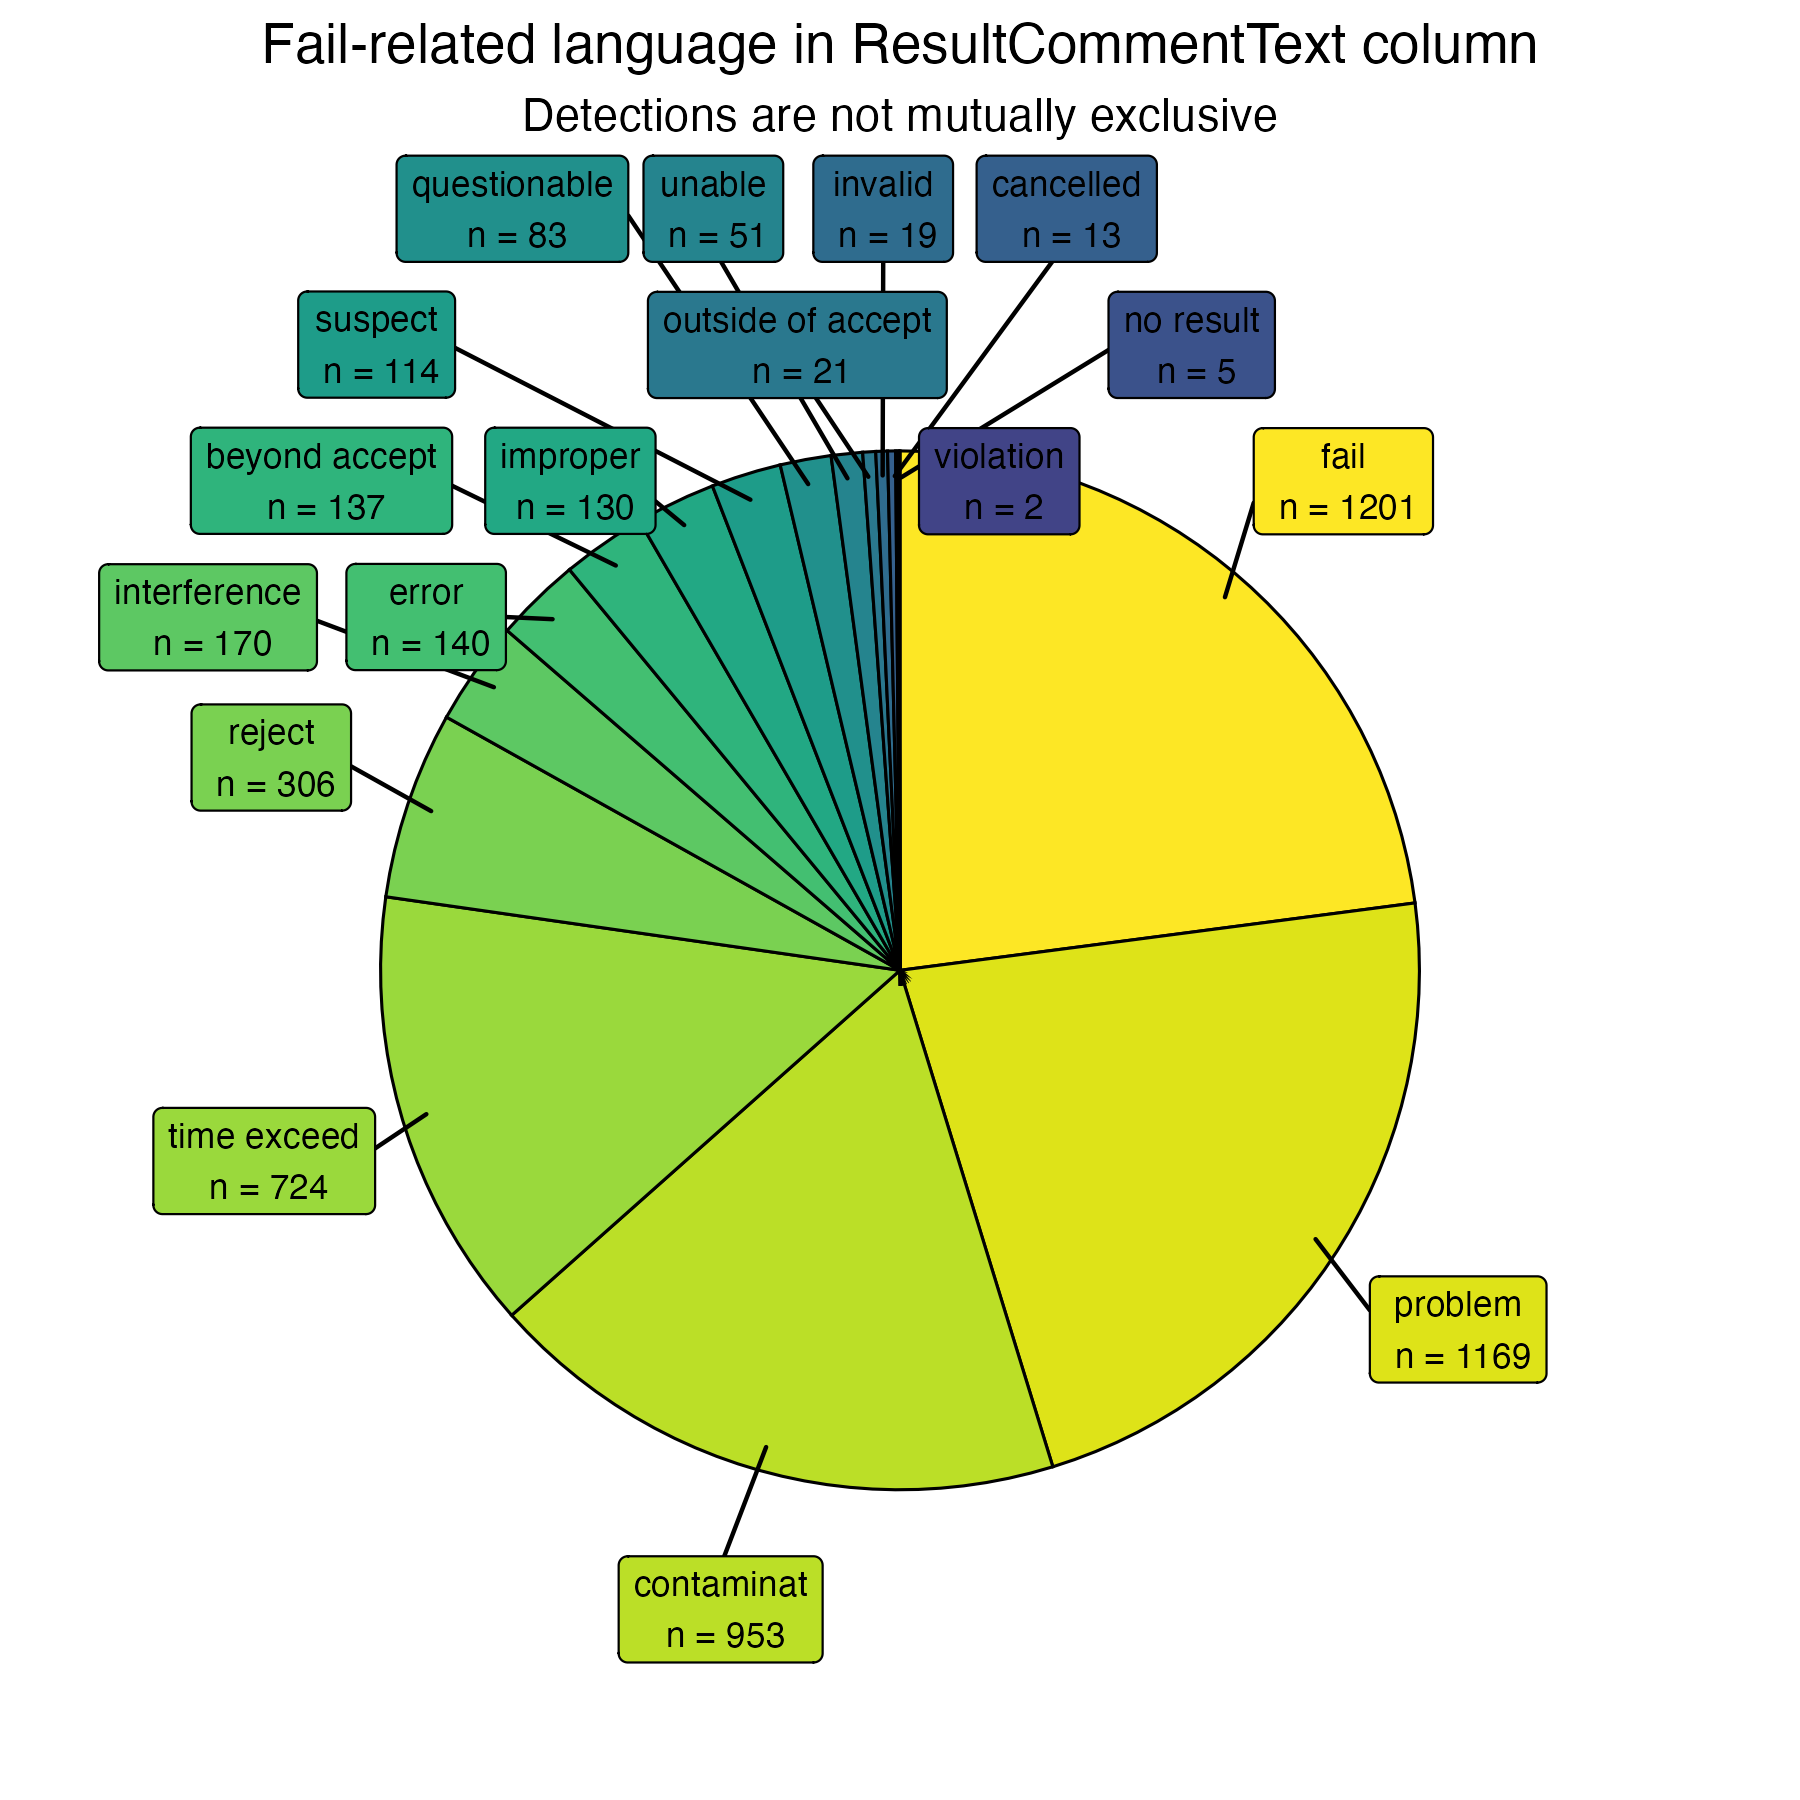 Fail-related language in ResultCommentText column
Detections are not mutually exclusive
questionable
n = 83
unable
n = 51
invalid
n = 19
cancelled
n = 13
suspect
n = 114
outside of accept
n = 21
no result
n = 5
beyond accept
n = 137
improper
n = 130
violation
n = 2
fail
n = 1201
interference
n = 170
error
n = 140
reject
n = 306
time exceed
n = 724
problem
n = 1169
contaminat
n = 953